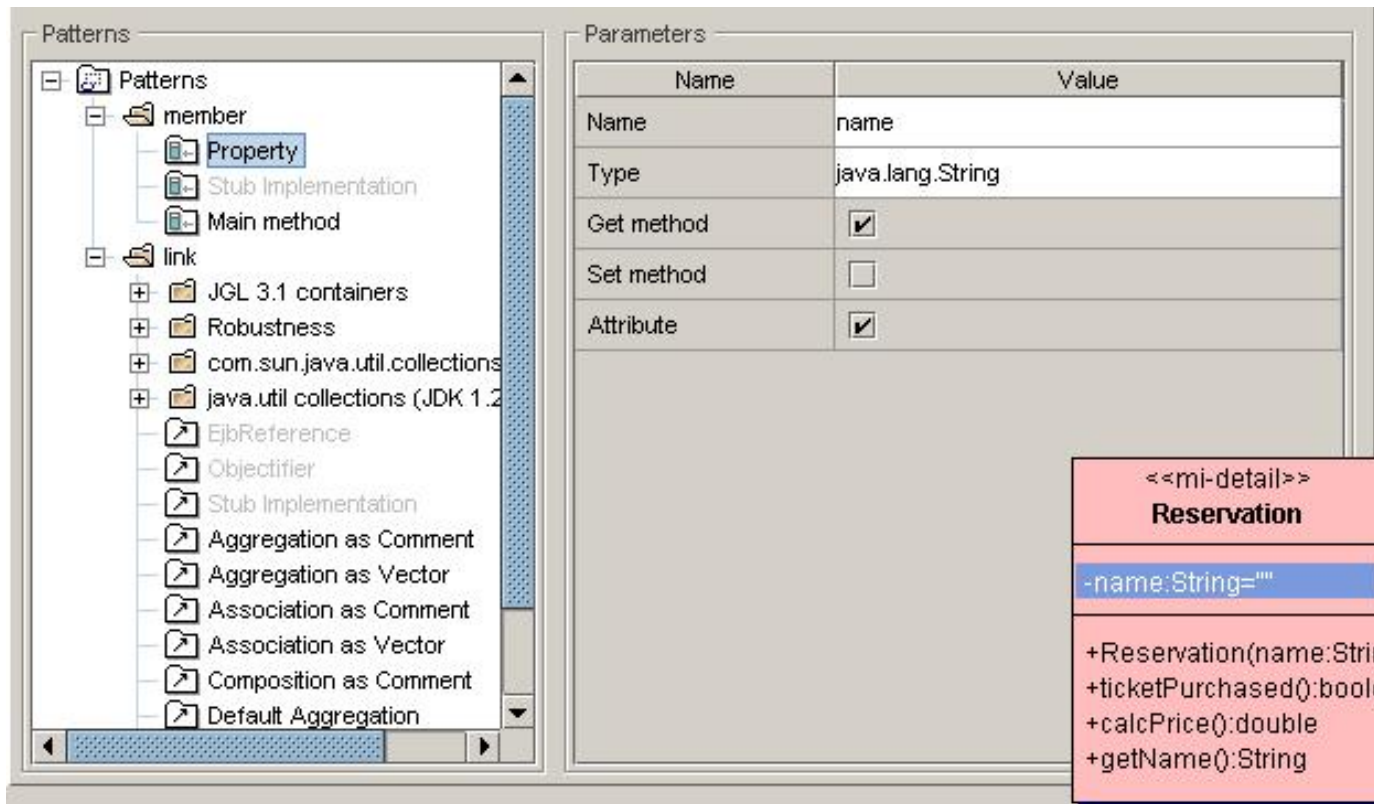 Patterns
Patterns
member
Property
Stub Implementation
Main method
link
JGL 3.1 containers
Robustness
com.sun.java.util.collections
java.util collections (JDK 1.2
EjbReference
Objectifier
Stub Implementation
Aggregation as Comment
Aggregation as Vector
Association as Comment
Association as Vector
Composition as Comment
Default Aggregation
Parameters
Name Value
Name name
Type java.lang.String
Get method
Set method
Attribute
<<mi-detail>>
Reservation
-name:String=""
+Reservation(name:Stri
+ticketPurchased():boole
+calcPrice():double
+getName():String